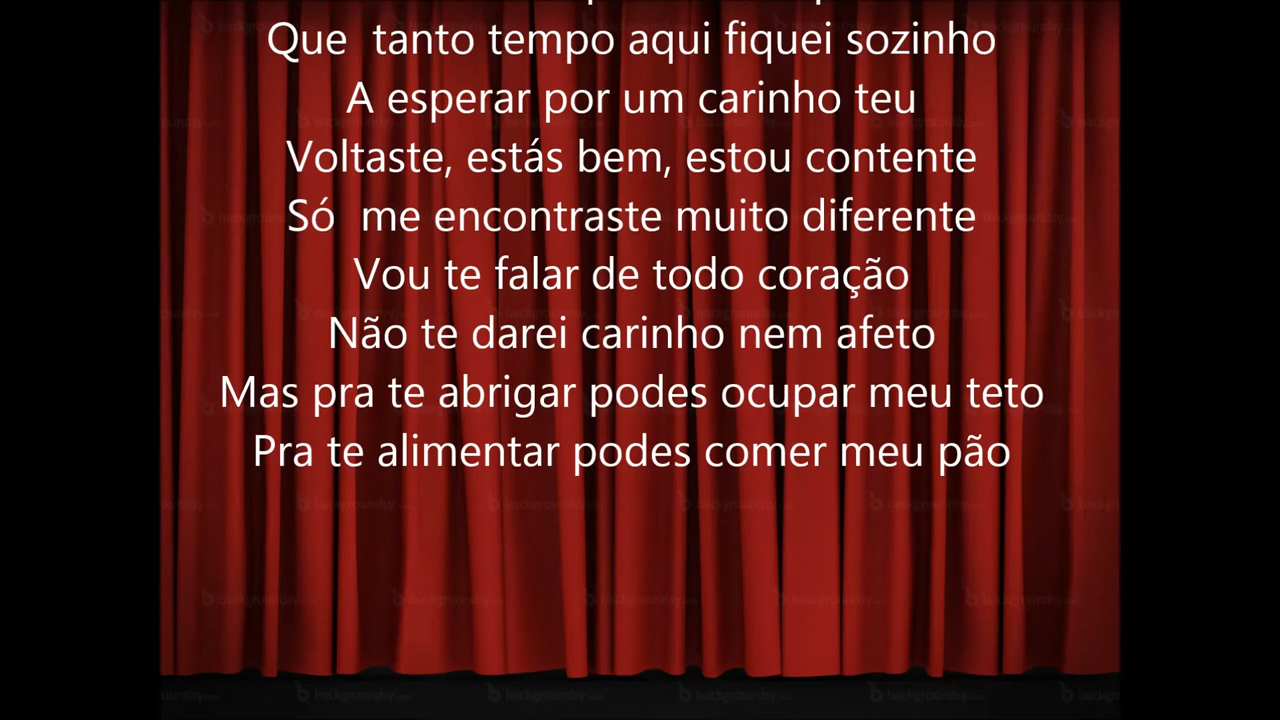 Que  tanto tempo aqui fiquei sozinho
A esperar por um carinho teu
Voltaste, estás bem, estou contente
Só  me encontraste muito diferente
Vou te falar de todo coração
Não te darei carinho nem afeto
Mas pra te abrigar podes ocupar meu teto
Pra te alimentar podes comer meu pão